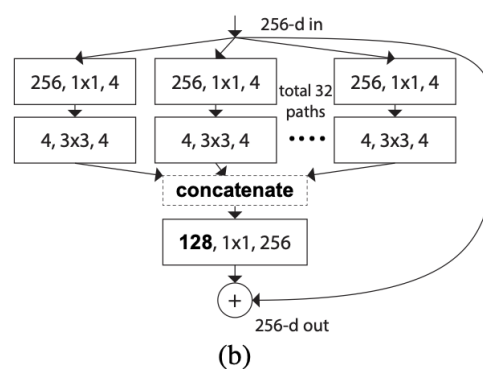 256-d in
256, 1x1, 4
256, 1x1, 4
total 32
paths
256, 1x1, 4
4, 3x3, 4
4, 3x3, 4
....
4, 3x3, 4
concatenate
128, 1x1, 256
+
256-d out
(b)